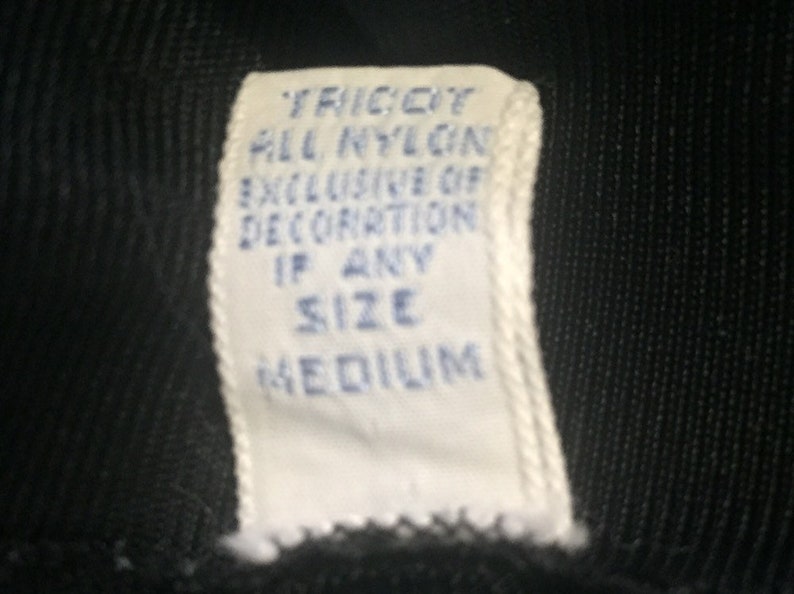 TRICOT
ALL NYLON
EXCLUSIVE OF
DECORATION
IF ANY
SIZE
MEDIUM